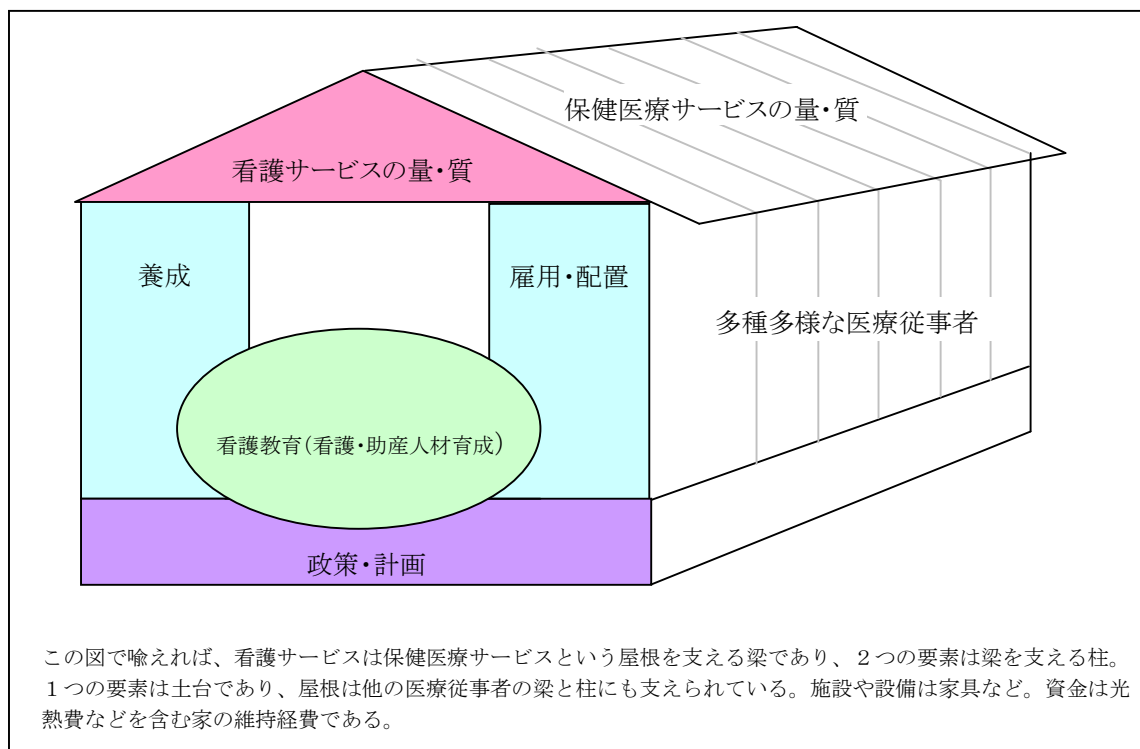 保健医療サービスの量・質
看護サービスの量・質
養成
雇用・配置
多種多様な医療従事者
看護教育(看護・助産人材育成)
政策・計画
この図で喩えれば、看護サービスは保健医療サービスという屋根を支える梁であり、２つの要素は梁を支える柱。
１つの要素は土台であり、屋根は他の医療従事者の梁と柱にも支えられている。施設や設備は家具など。資金は光
熱費などを含む家の維持経費である。